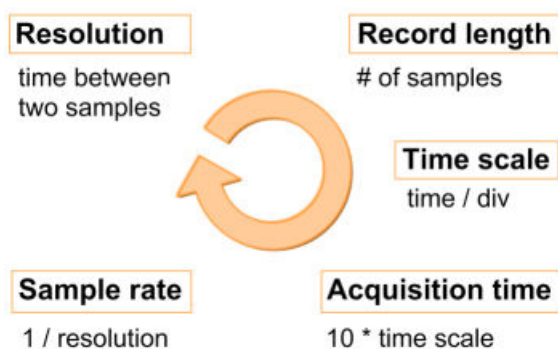 Resolution
time between
two samples
Record length
# of samples
Time scale
time / div
Sample rate
1 / resolution
Acquisition time
10 * time scale